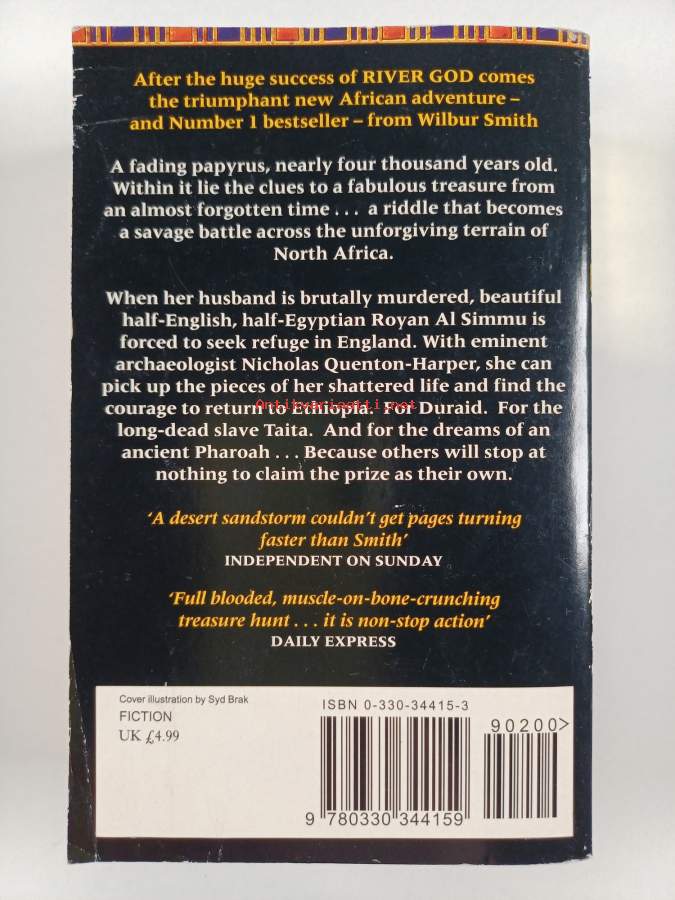 After the huge success of RIVER GOD comes
the triumphant new African adventure –
and Number 1 bestseller – from Wilbur Smith
A fading papyrus, nearly four thousand years old.
Within it lie the clues to a fabulous treasure from
an almost forgotten time . . . a riddle that becomes
a savage battle across the unforgiving terrain of
North Africa.
When her husband is brutally murdered, beautiful
half-English, half-Egyptian Royan Al Simmu is
forced to seek refuge in England. With eminent
archaeologist Nicholas Quenton-Harper, she can
pick up the pieces of her shattered life and find the
courage to return to Ethiopia. For Duraid. For the
Antikvariaatti.net
long-dead slave Taita. And for the dreams of an
ancient Pharoah . . . Because others will stop at
nothing to claim the prize as their own.
‘A desert sandstorm couldn’t get pages turning
faster than Smith’
INDEPENDENT ON SUNDAY
‘Full blooded, muscle-on-bone-crunching
treasure hunt . . . it is non-stop action’
DAILY EXPRESS
Cover illustration by Syd Brak
FICTION
UK £4.99
ISBN 0-330-34415-3
90200>
9 780330 344159